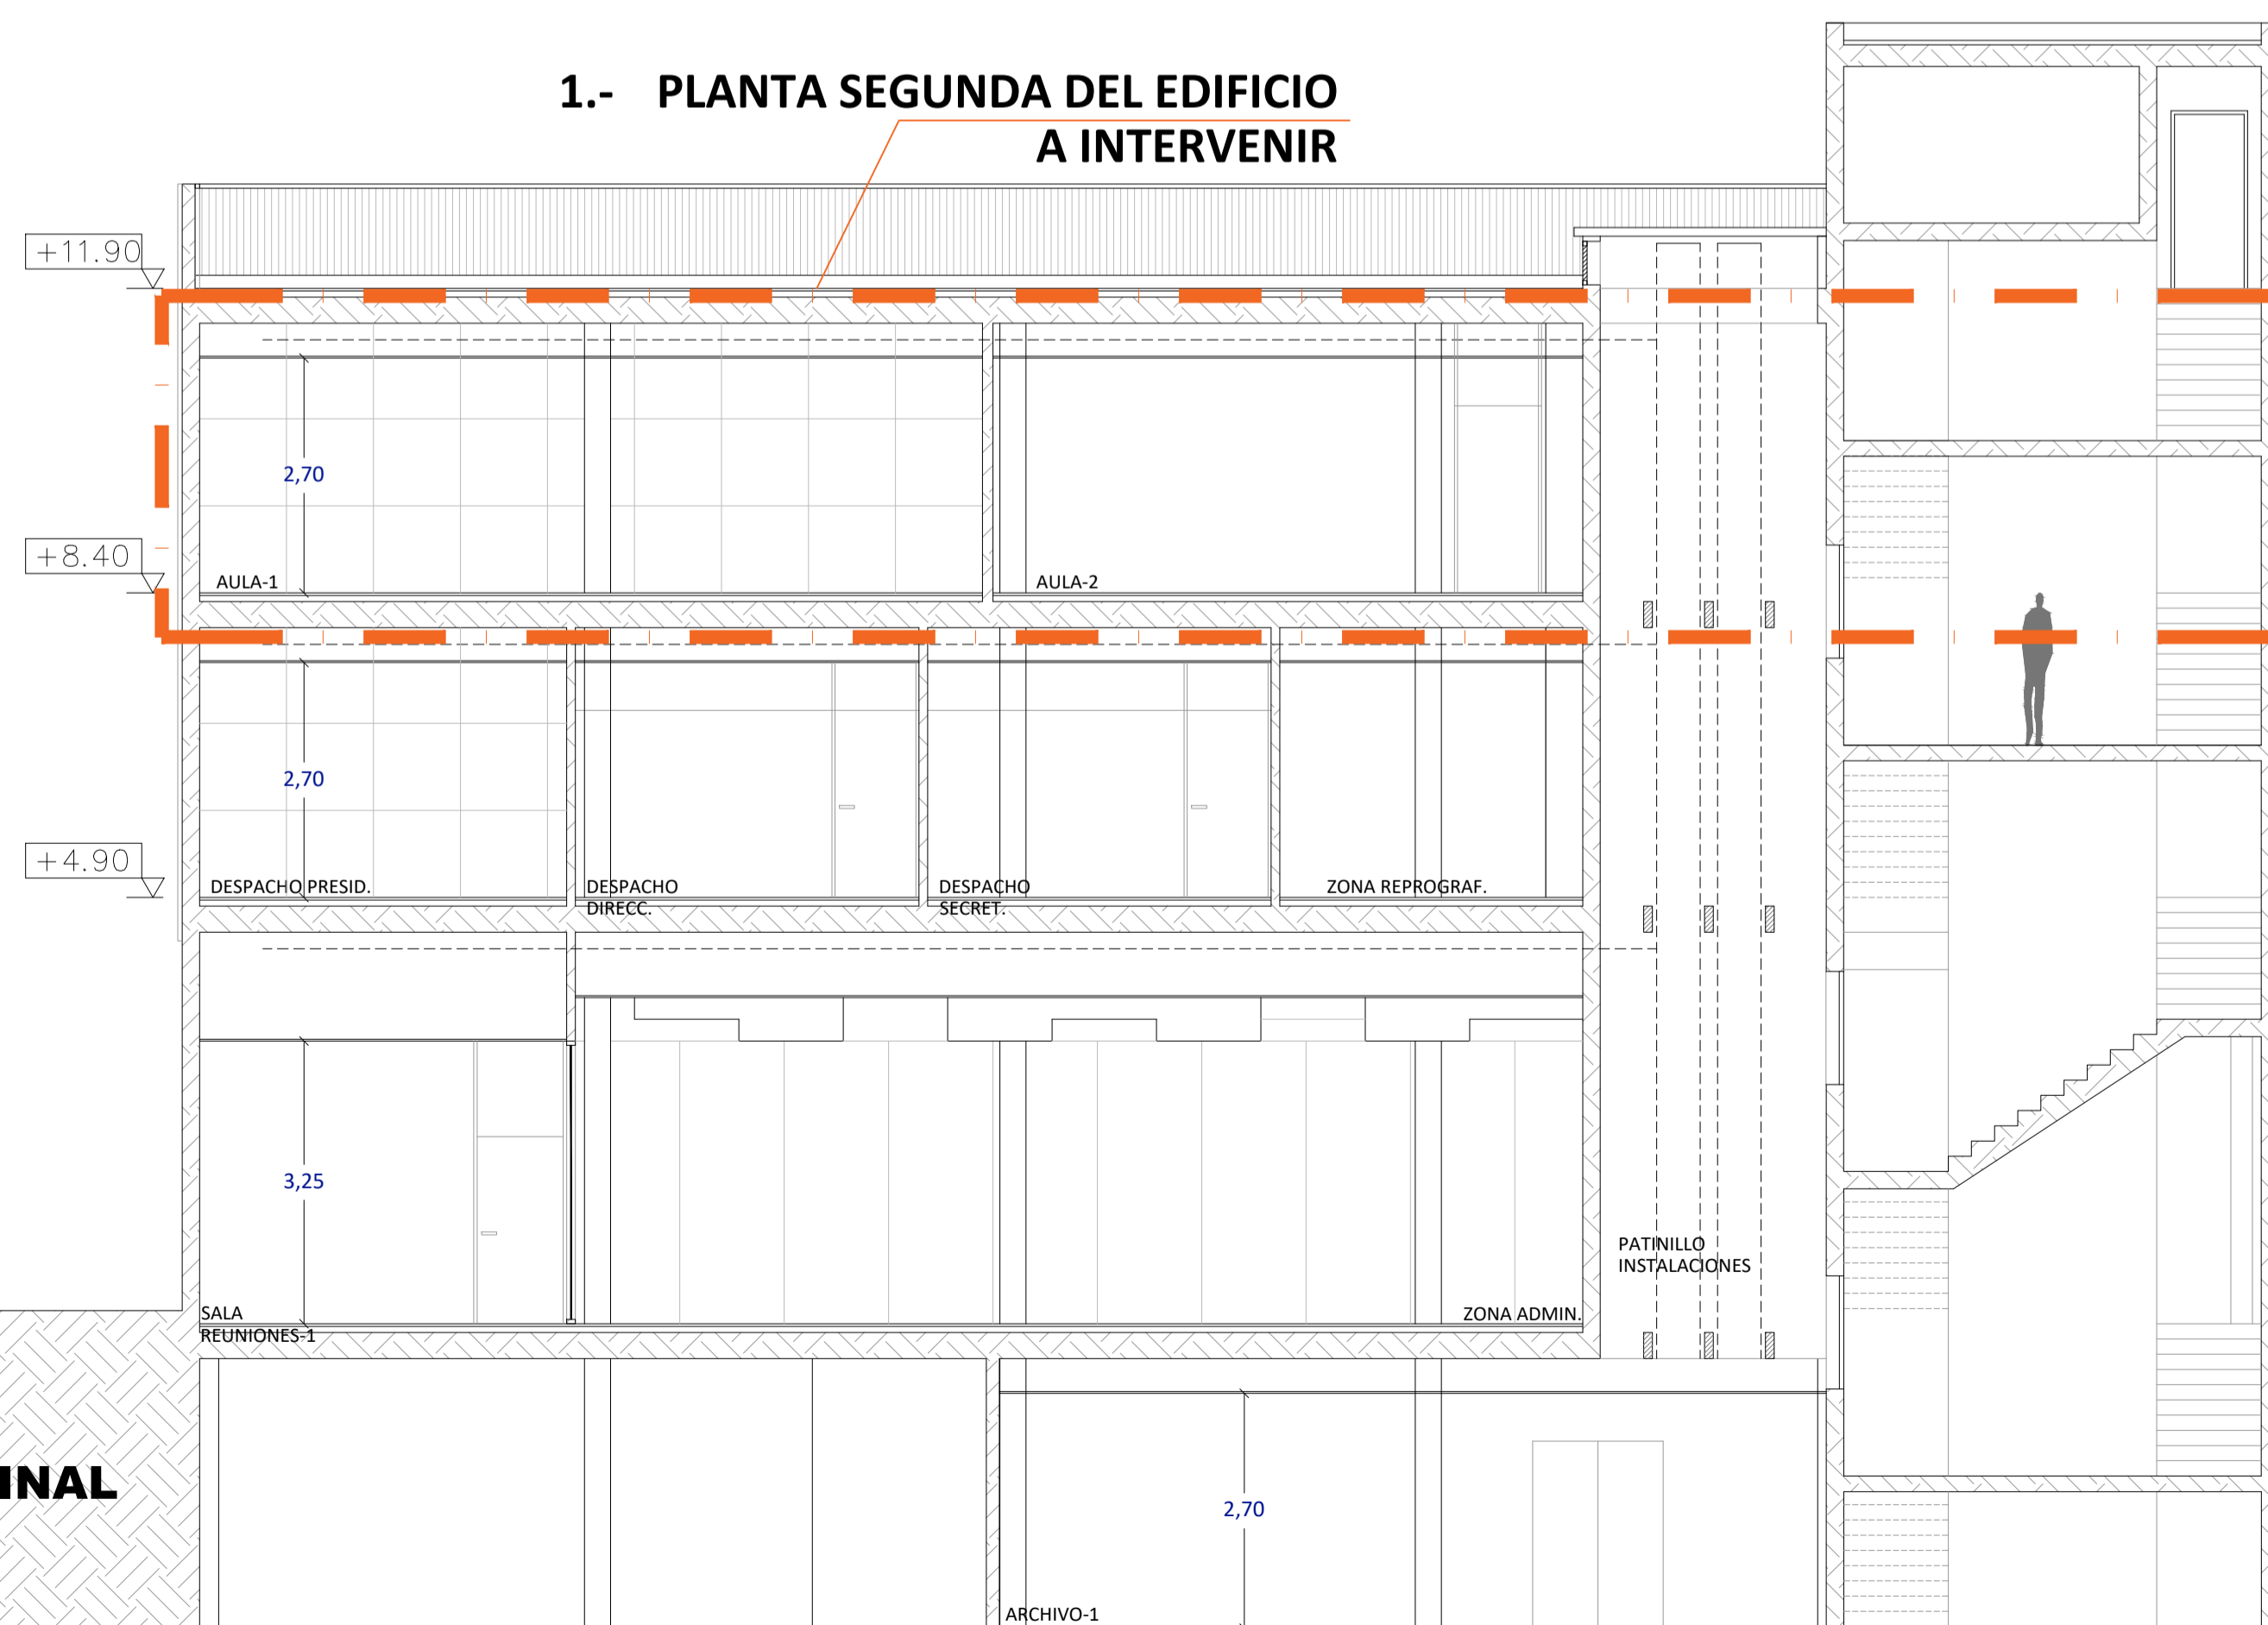 1.- PLANTA SEGUNDA DEL EDIFICIO
A INTERVENIR
+11.90
2,70
+8.40
AULA-1
AULA-2
2,70
+4.90
DESPACHO PRESID.
DESPACHO
DIRECC.
DESPACHO
SECRET.
ZONA REPROGRAF.
3,25
PATINILLO
INSTALACIONES
SALA
REUNIONES-1
ZONA ADMIN.
INAL
2,70
ARCHIVO-1